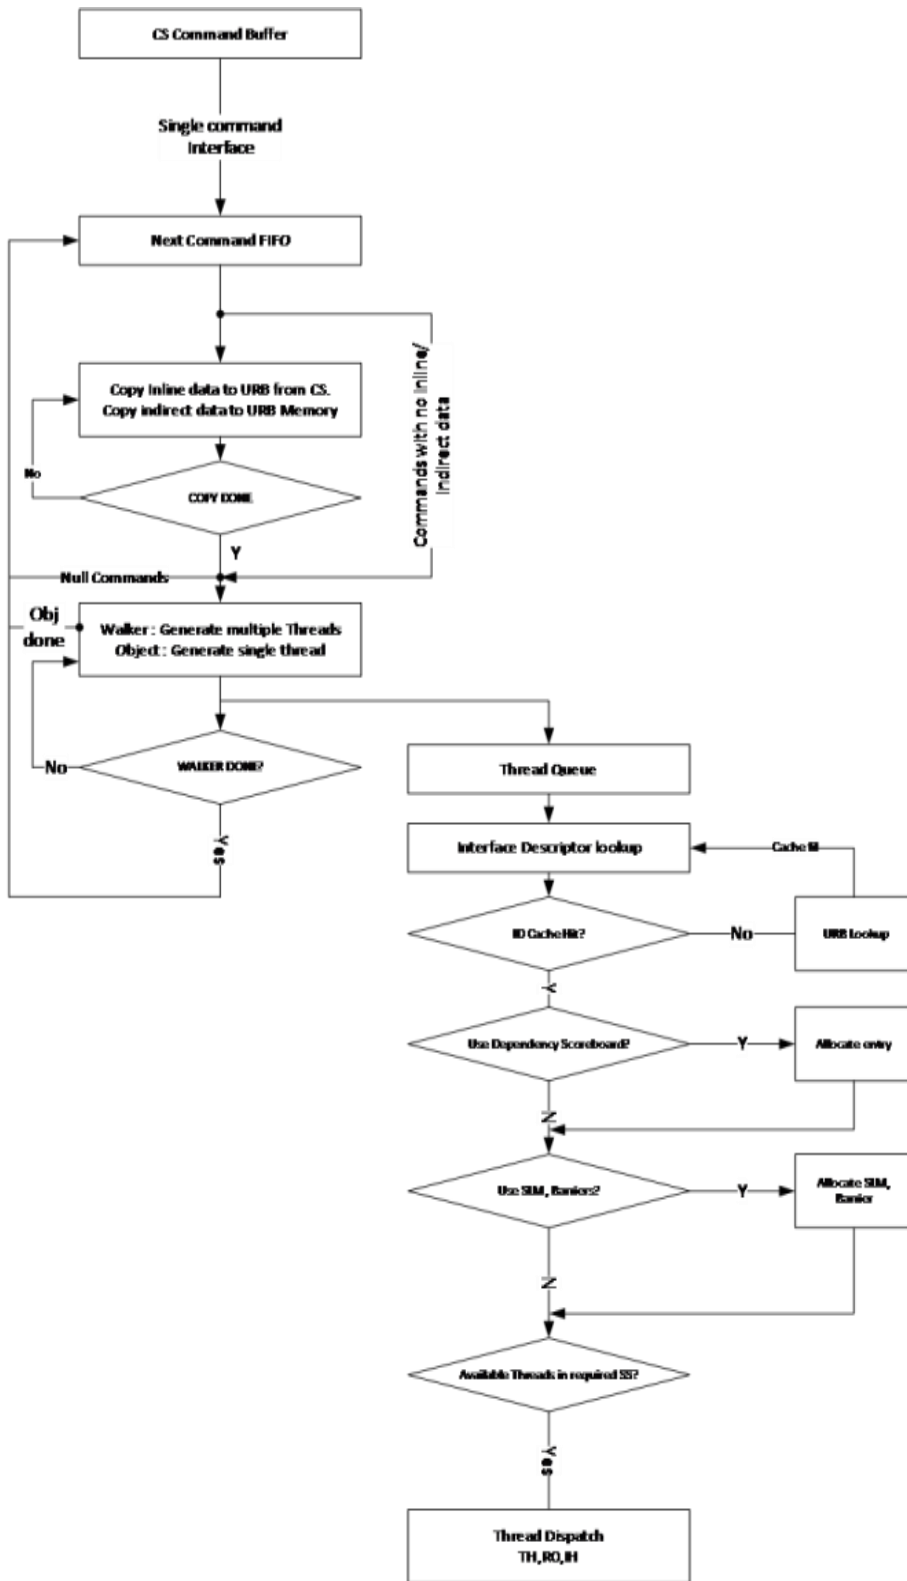 CS Command Buffer
Single command
Interface
Next Command FIFO
Commands with no inline/
indirect data
Copy Inline data to URB from CS.
Copy indirect data to URB Memory
No
COPY DONE
Y
Null Commands
Obj
done
Walker : Generate multiple Threads
Object : Generate single thread
No
WALKER DONE?
Yes
Thread Queue
Interface Descriptor lookup
Cache fill
ID Cache Hit?
No
URB Lookup
Y
Use Dependency Scoreboard?
Y
Allocate entry
N
Use SLM, Barriers?
Y
Allocate SLM,
Barrier
N
Available Threads in required SS?
Yes
Thread Dispatch
TH,R0,IH